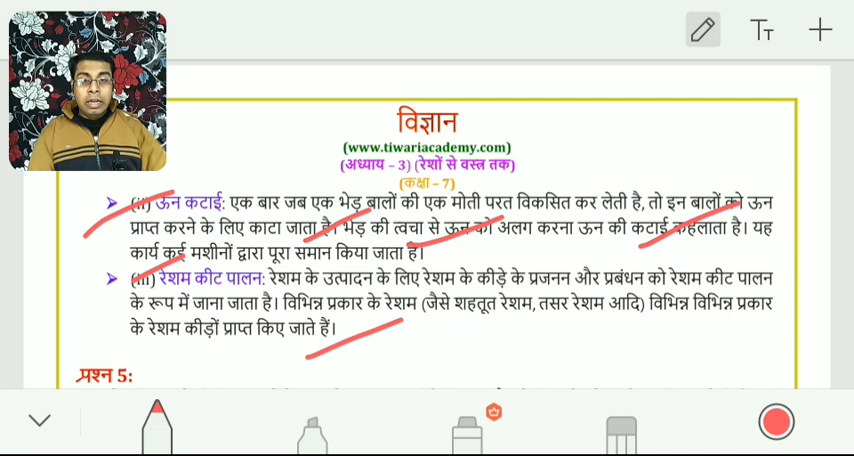 विज्ञान
(www.tiwariacademy.com)
(अध्याय – 3) (रेशों से वस्त्र तक)
(कक्षा – 7)
➢ (ii) ऊन कटाई: एक बार जब एक भेड़ बालों की एक मोती परत विकसित कर लेती है, तो इन बालों को ऊन
प्राप्त करने के लिए काटा जाता है। भेड़ की त्वचा से ऊन को अलग करना ऊन की कटाई कहलाता है। यह
कार्य कई मशीनों द्वारा पूरा समान किया जाता है।
➢ (iii) रेशम कीट पालन: रेशम के उत्पादन के लिए रेशम के कीड़े के प्रजनन और प्रबंधन को रेशम कीट पालन
के रूप में जाना जाता है। विभिन्न प्रकार के रेशम (जैसे शहतूत रेशम, तसर रेशम आदि) विभिन्न विभिन्न प्रकार
के रेशम कीड़ों प्राप्त किए जाते हैं।
प्रश्न 5: